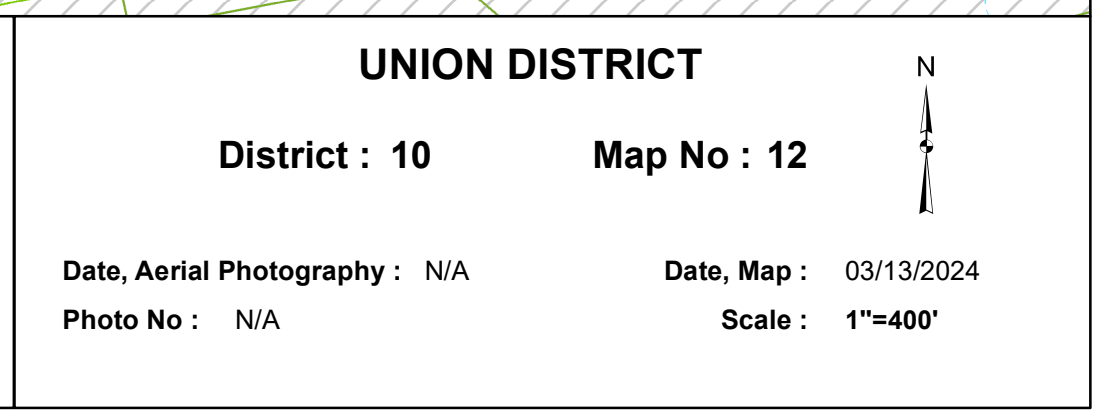 UNION DISTRICT
N
District : 10 Map No : 12
Date, Aerial Photography : N/A Date, Map : 03/13/2024
Photo No : N/A Scale : 1"=400'